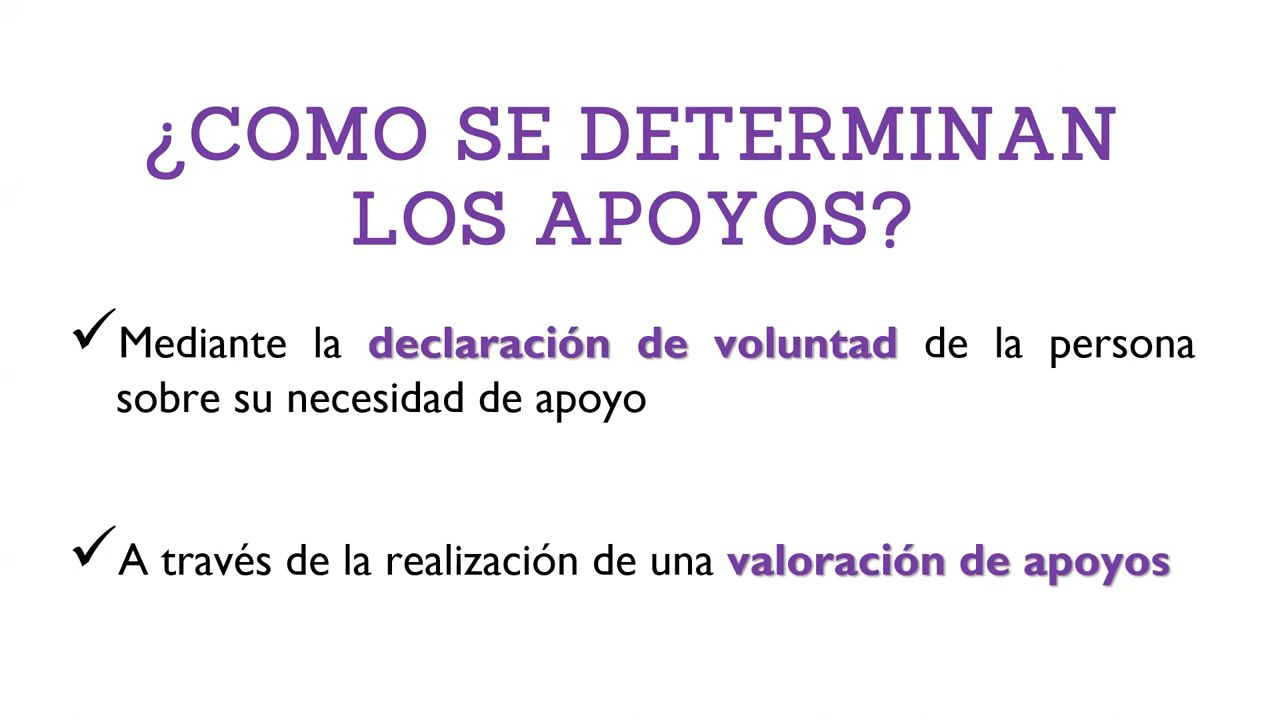 ¿COMO SE DETERMINAN
LOS APOYOS?
✓Mediante la declaración de voluntad de la persona
sobre su necesidad de apoyo
✓A través de la realización de una valoración de apoyos